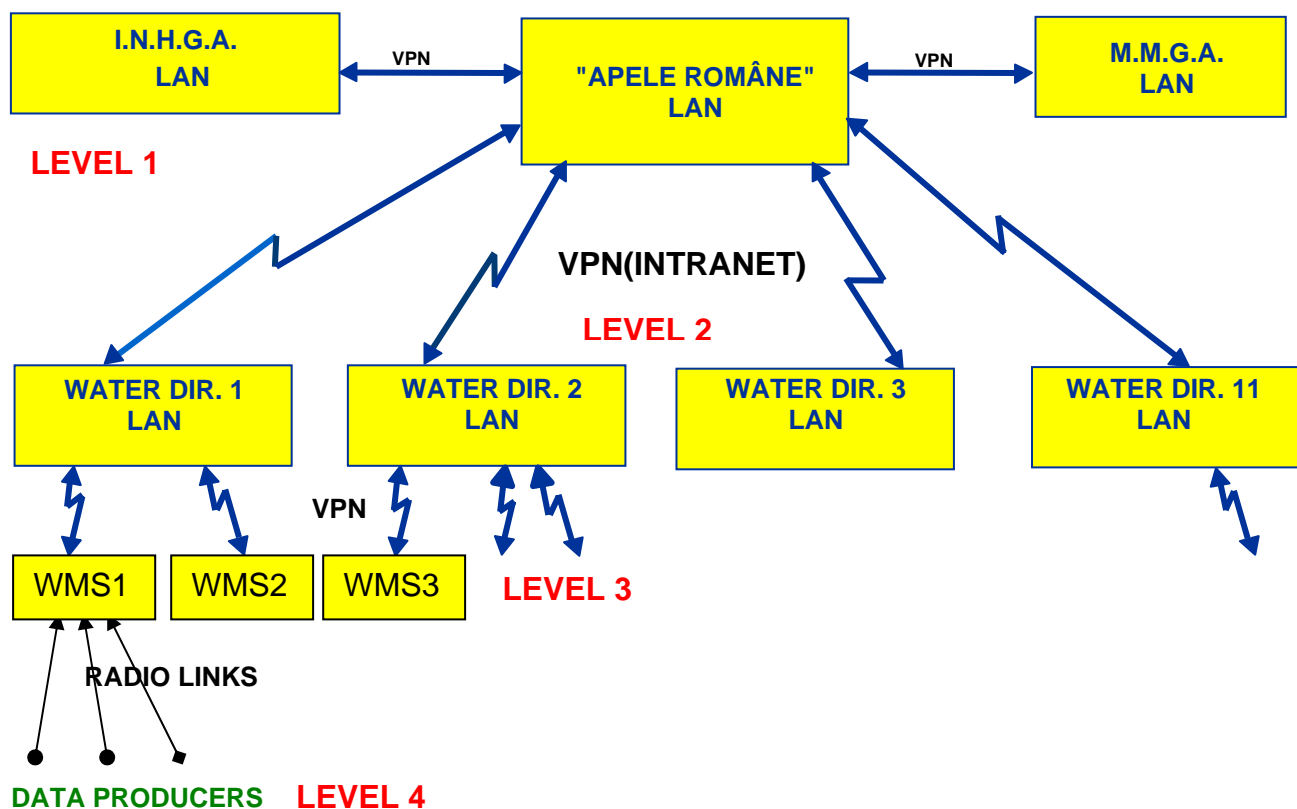 I.N.H.G.A.
LAN
VPN
"APELE ROMÂNE"
LAN
VPN
M.M.G.A.
LAN
LEVEL 1
VPN(INTRANET)
LEVEL 2
WATER DIR. 1
LAN
WATER DIR. 2
LAN
WATER DIR. 3
LAN
WATER DIR. 11
LAN
VPN
WMS1
WMS2
WMS3
LEVEL 3
RADIO LINKS
DATA PRODUCERS
LEVEL 4